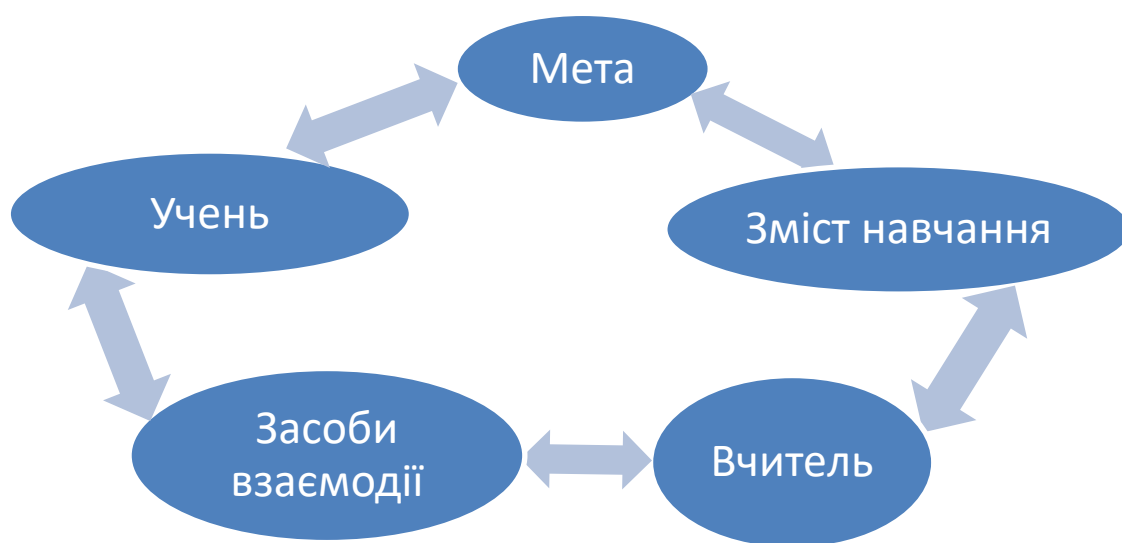 Мета
Учень
Зміст навчання
Засоби
взаємодії
Вчитель